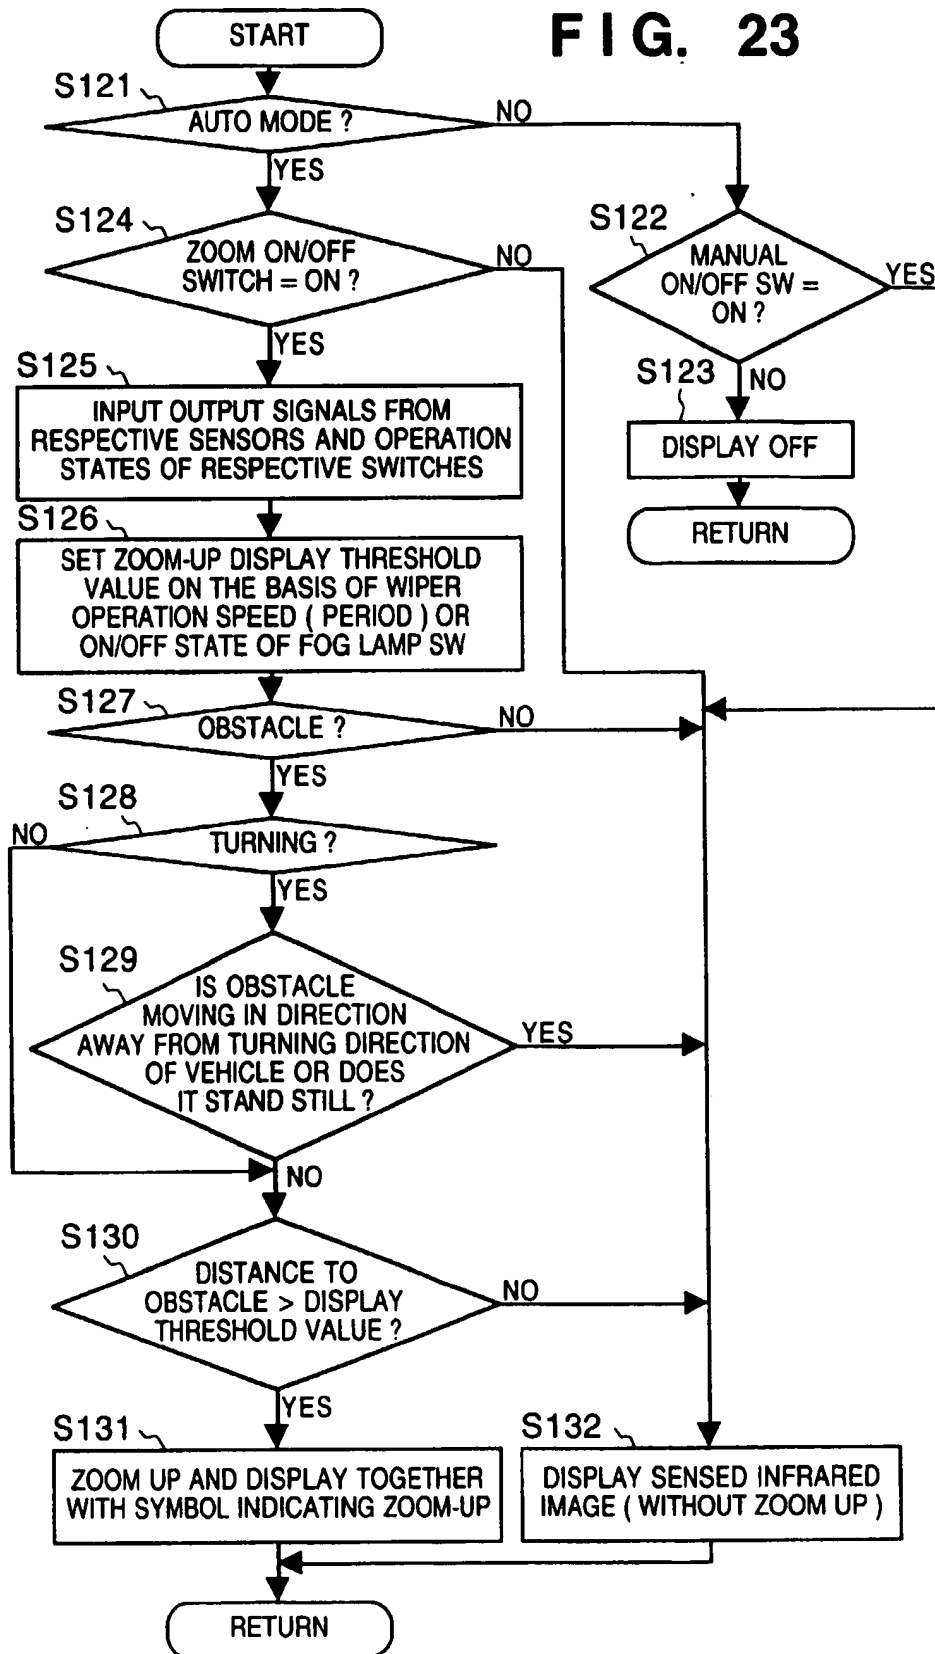 FIG. 23
START
S121
AUTO MODE ?
NO
YES
S124
ZOOM ON/OFF
SWITCH = ON ?
NO
YES
S122
MANUAL
ON/OFF SW =
ON ?
YES
NO
S123
DISPLAY OFF
RETURN
S125
INPUT OUTPUT SIGNALS FROM
RESPECTIVE SENSORS AND OPERATION
STATES OF RESPECTIVE SWITCHES
S126
SET ZOOM-UP DISPLAY THRESHOLD
VALUE ON THE BASIS OF WIPER
OPERATION SPEED ( PERIOD ) OR
ON/OFF STATE OF FOG LAMP SW
S127
OBSTACLE ?
NO
YES
S128
TURNING ?
NO
YES
S129
IS OBSTACLE
MOVING IN DIRECTION
AWAY FROM TURNING DIRECTION
OF VEHICLE OR DOES
IT STAND STILL ?
YES
NO
S130
DISTANCE TO
OBSTACLE > DISPLAY
THRESHOLD VALUE ?
NO
YES
S131
ZOOM UP AND DISPLAY TOGETHER
WITH SYMBOL INDICATING ZOOM-UP
S132
DISPLAY SENSED INFRARED
IMAGE ( WITHOUT ZOOM UP )
RETURN